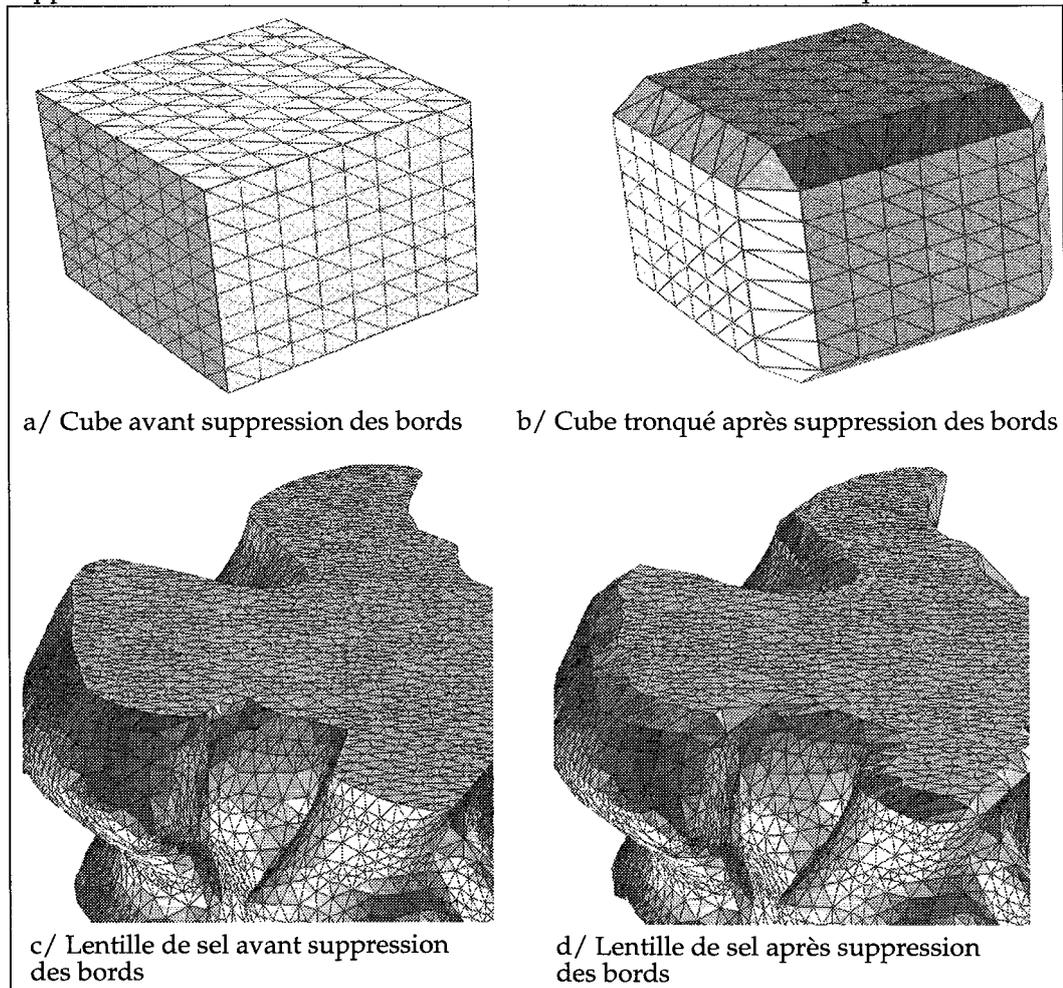 a/ Cube avant suppression des bords
b/ Cube tronqué après suppression des bords
c/ Lentille de sel avant suppression
des bords
d/ Lentille de sel après suppression
des bords